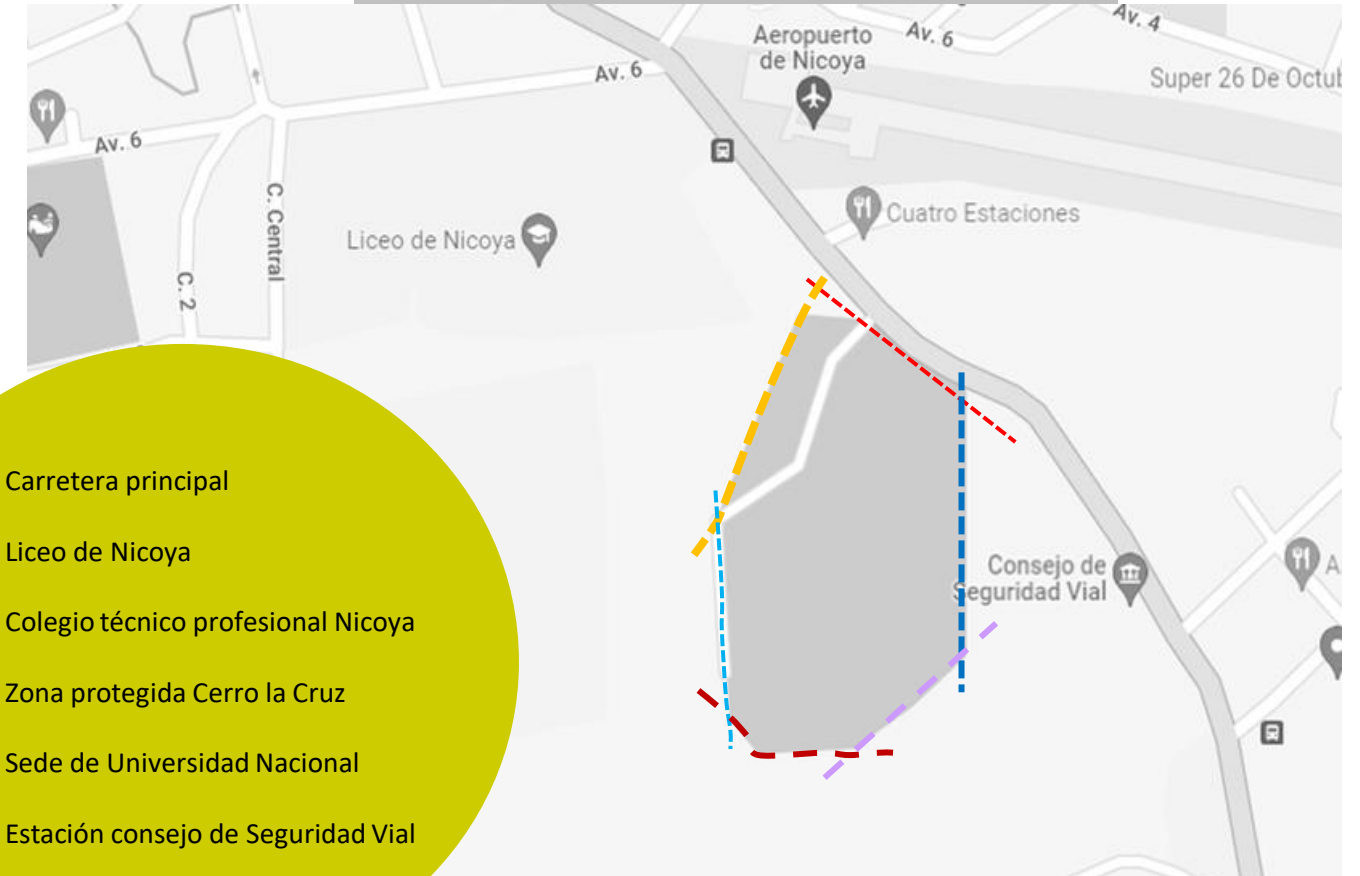 Av. 4
Aeropuerto
de Nicoya
Av. 6
Av. 6
Super 26 De Octub
Av. 6
C. Central
Cuatro Estaciones
Liceo de Nicoya
C. 2
Carretera principal
Liceo de Nicoya
Consejo de
Seguridad Vial
A
Colegio técnico profesional Nicoya
Zona protegida Cerro la Cruz
Sede de Universidad Nacional
Estación consejo de Seguridad Vial